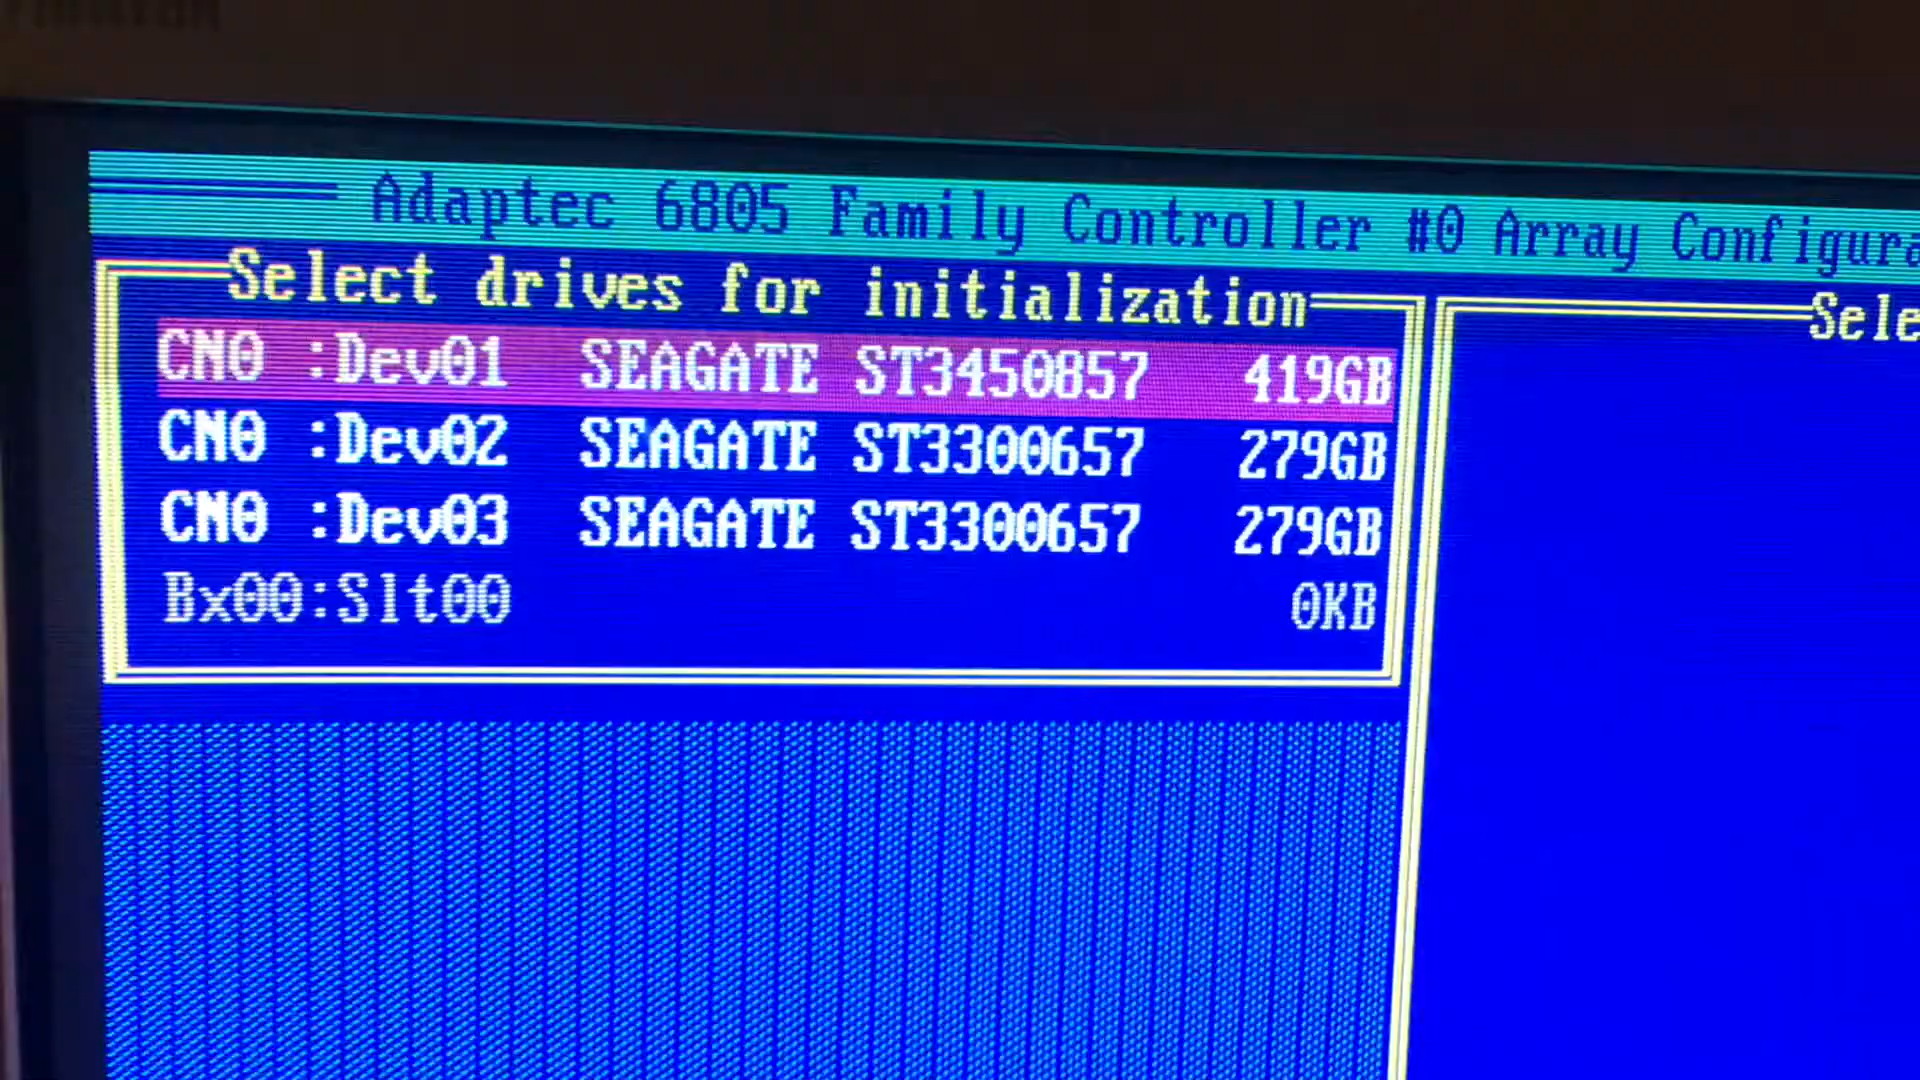 Adaptec 6805 Family Controller #0 Array Configura
Select drives for initialization
CN0 :Dev01 SEAGATE ST3450857 419GB
CN0 :Dev02 SEAGATE ST3300657 279GB
CN0 :Dev03 SEAGATE ST3300657 279GB
Bx00:Slt00 0KB
Sele